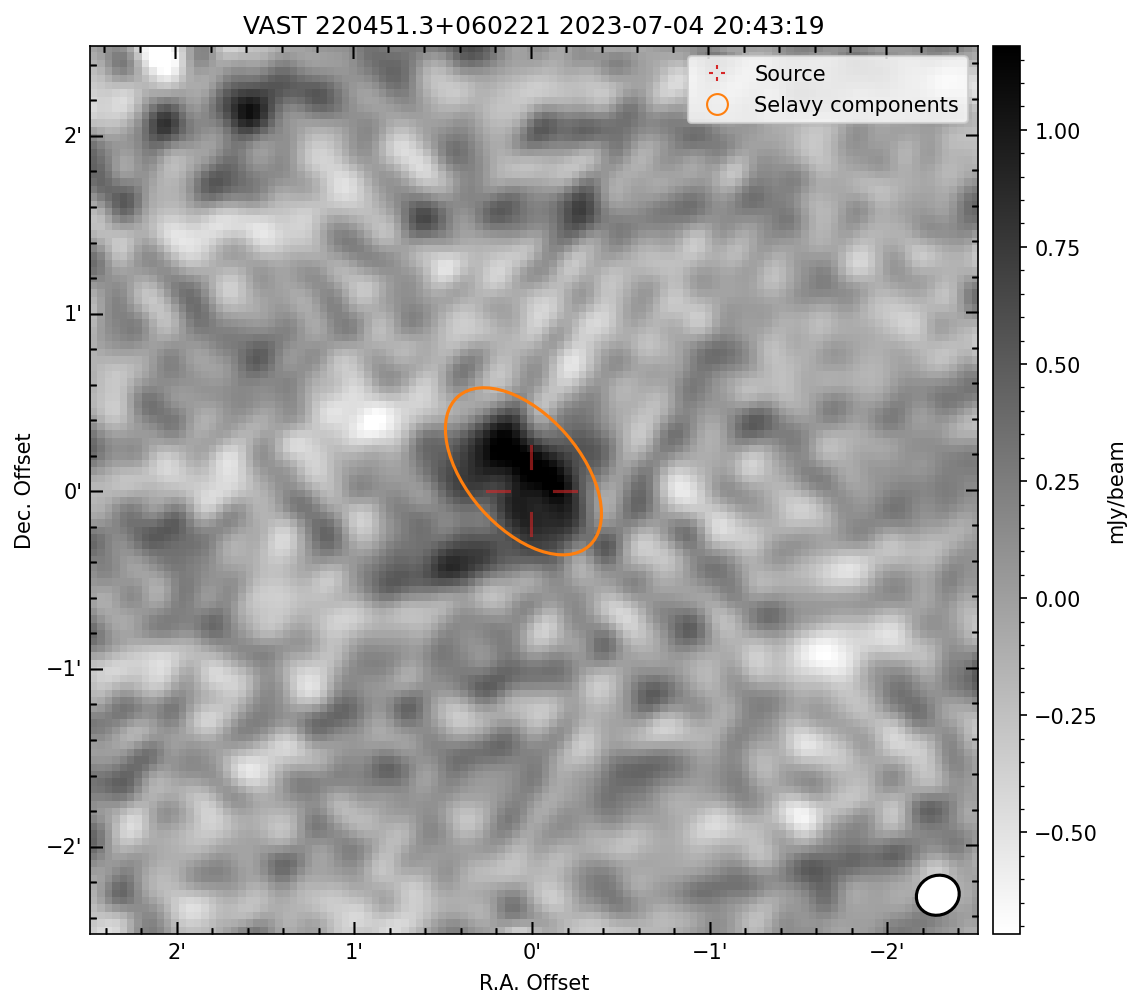 VAST 220451.3+060221 2023-07-04 20:43:19
Source
Selavy components
2'
1'
0'
−1'
−2'
Dec. Offset
2'
1'
0'
−1'
−2'
R.A. Offset
1.00
0.75
0.50
0.25
0.00
−0.25
−0.50
mJy/beam